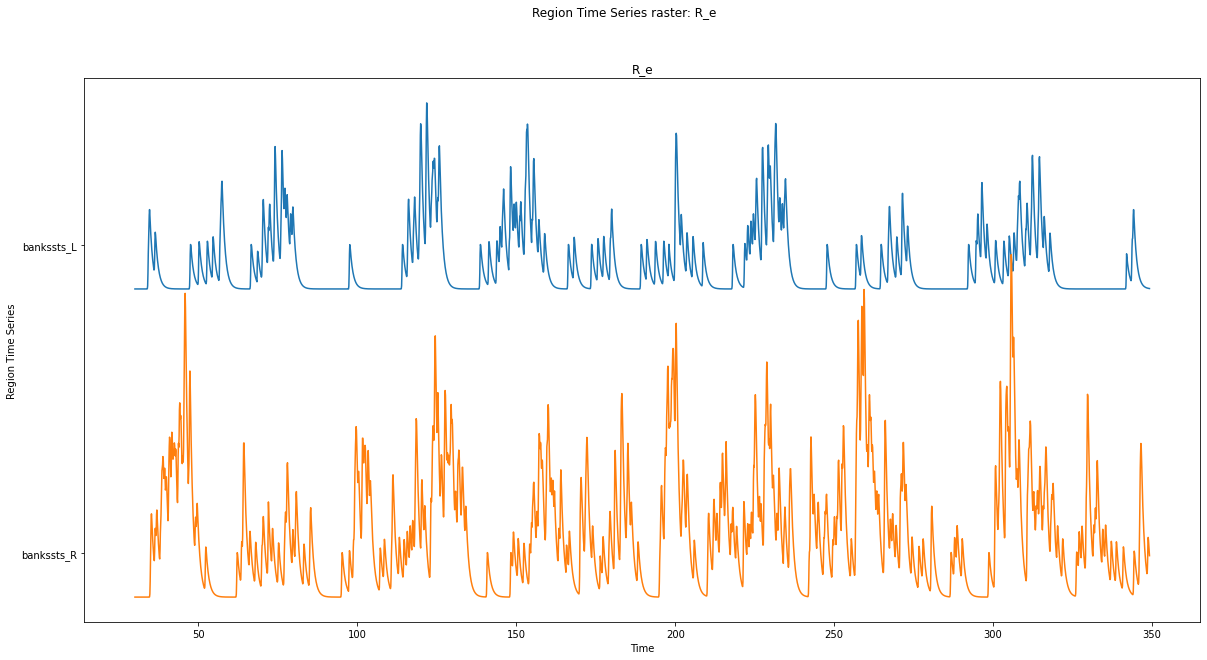 Region Time Series raster: R_e
R_e
bankssts_L
bankssts_R
Region Time Series
50 100 150 200 250 300 350
Time